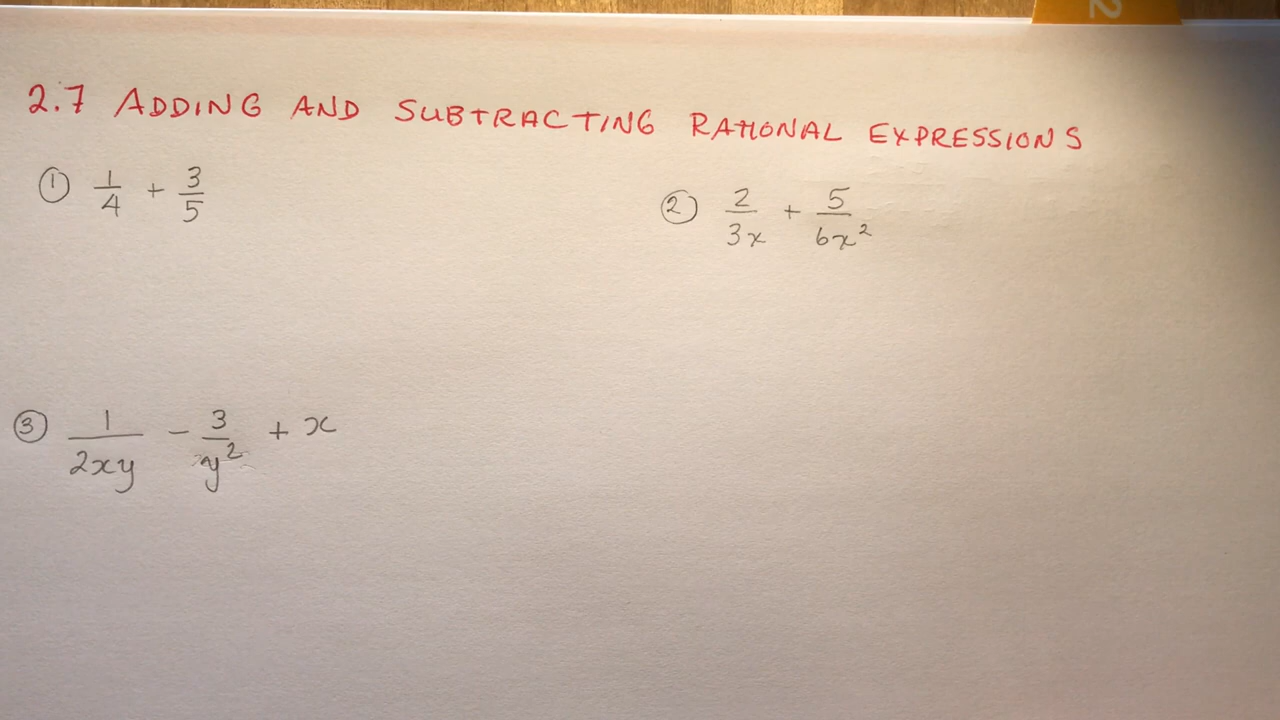 2
2.7 ADDING AND SUBTRACTING RATIONAL EXPRESSIONS
① 1/4 + 3/5
② 2/3x + 5/6x²
③ 1/2xy - 3/y² + x